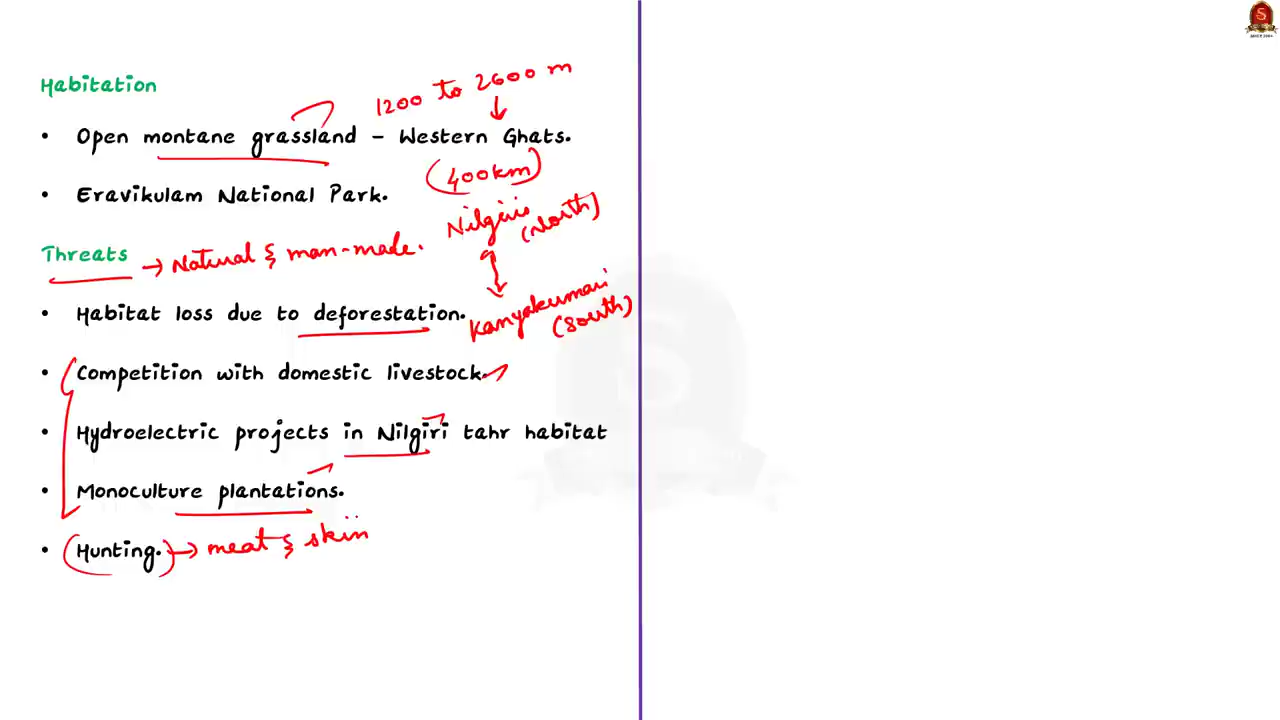 Habitation
1200 to 2600 m
• Open montane grassland – Western Ghats.
(400km)
• Eravikulam National Park.
Nilgiris (North)
Threats → Natural & man-made.
Kanyakumari (South)
• Habitat loss due to deforestation.
• Competition with domestic livestock.
• Hydroelectric projects in Nilgiri tahr habitat
• Monoculture plantations.
• (Hunting.) → meat & skin